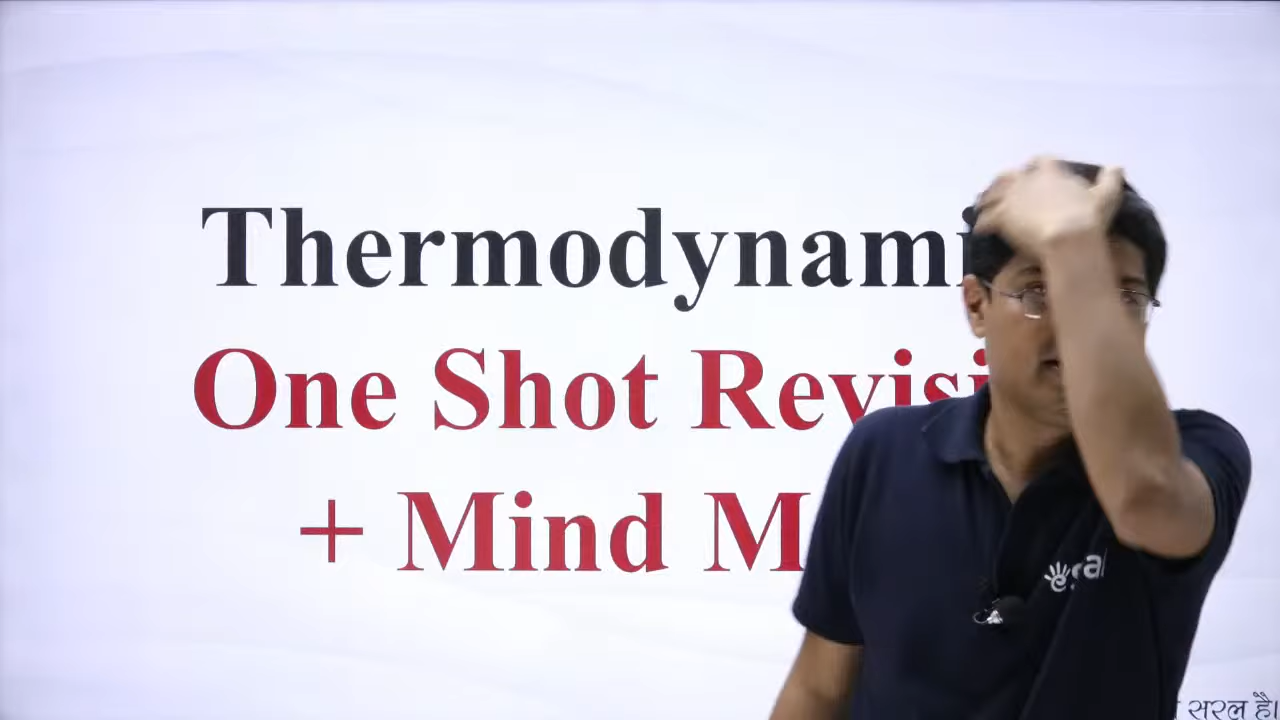 Thermodynami
One Shot Revisi
+ Mind M
सरल है।